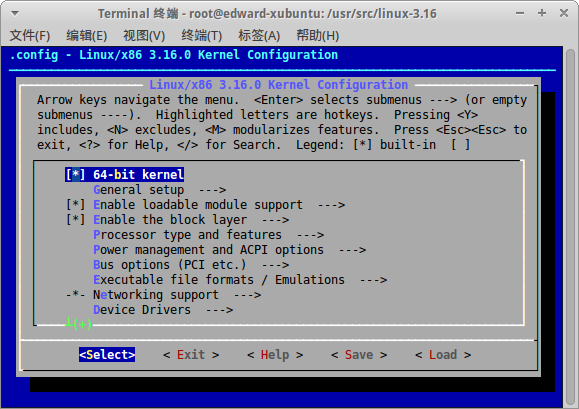 Terminal 终端 - root@edward-xubuntu: /usr/src/linux-3.16
文件(F) 编辑(E) 视图(V) 终端(T) 标签(A) 帮助(H)
.config - Linux/x86 3.16.0 Kernel Configuration
Linux/x86 3.16.0 Kernel Configuration
Arrow keys navigate the menu.  <Enter> selects submenus ---> (or empty
submenus ----).  Highlighted letters are hotkeys.  Pressing <Y>
includes, <N> excludes, <M> modularizes features.  Press <Esc><Esc> to
exit, <?> for Help, </> for Search.  Legend: [*] built-in  [ ]
[*] 64-bit kernel
General setup  --->
[*] Enable loadable module support  --->
[*] Enable the block layer  --->
Processor type and features  --->
Power management and ACPI options  --->
Bus options (PCI etc.)  --->
Executable file formats / Emulations  --->
-*- Networking support  --->
Device Drivers  --->
(+)
<Select>    < Exit >    < Help >    < Save >    < Load >